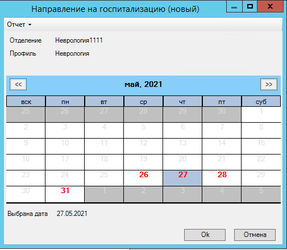 Направление на госпитализацию (новый)
Отчет
Отделение Неврология1111
Профиль Неврология
<< май, 2021 >>
вск пн вт ср чт пт суб
25 26 27 28 29 30 1
2 3 4 5 6 7 8
9 10 11 12 13 14 15
16 17 18 19 20 21 22
23 24 25 26 27 28 29
30 31 1 2 3 4 5
Выбрана дата 27.05.2021
Ok Отмена